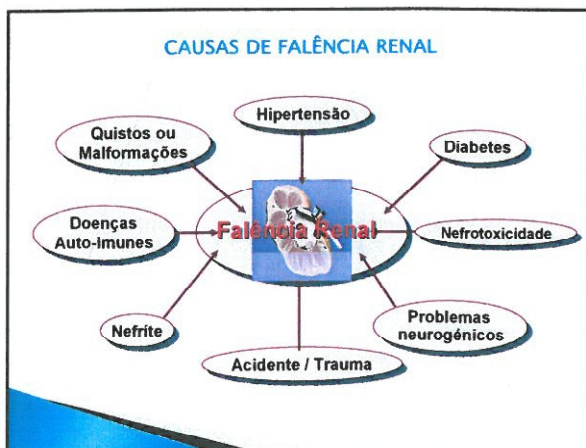 CAUSAS DE FALÊNCIA RENAL
Hipertensão
Quistos ou
Malformações
Diabetes
Doenças
Auto-Imunes
Falência Renal
Nefrotoxicidade
Nefrite
Problemas
neurogénicos
Acidente / Trauma